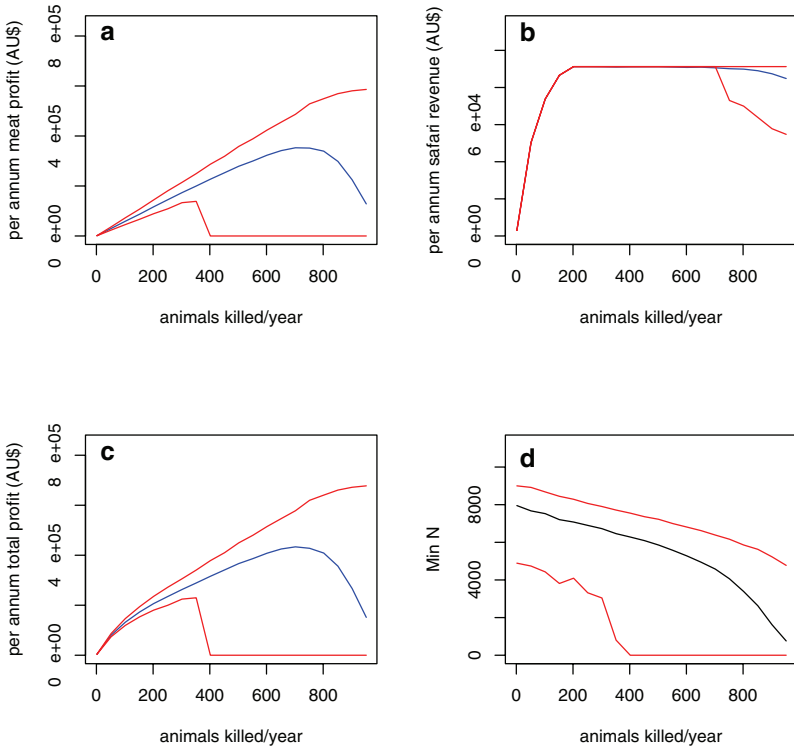 a
per annum meat profit (AU$)
0 e+00 4 e+05 8 e+05
0 200 400 600 800
animals killed/year
b
per annum safari revenue (AU$)
0 e+00 6 e+04
0 200 400 600 800
animals killed/year
c
per annum total profit (AU$)
0 e+00 4 e+05 8 e+05
0 200 400 600 800
animals killed/year
d
Min N
0 4000 8000
0 200 400 600 800
animals killed/year